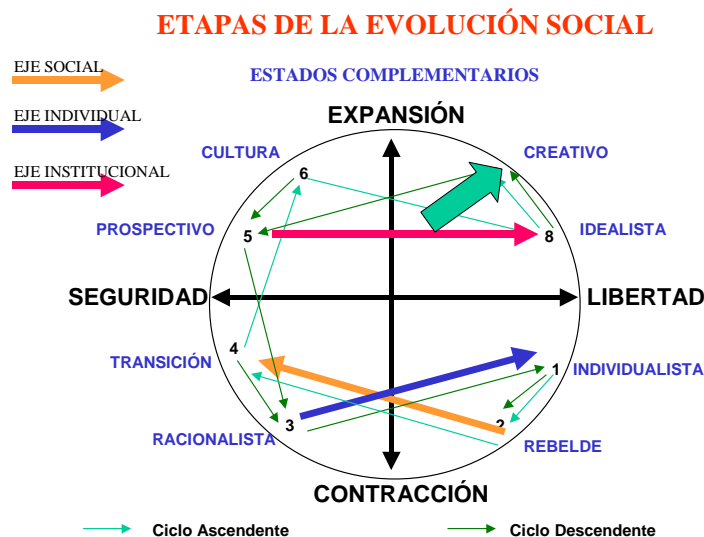 ETAPAS DE LA EVOLUCIÓN SOCIAL
EJE SOCIAL
ESTADOS COMPLEMENTARIOS
EJE INDIVIDUAL
EXPANSIÓN
CULTURA
CREATIVO
6
EJE INSTITUCIONAL
PROSPECTIVO
5
8
IDEALISTA
SEGURIDAD
LIBERTAD
4
TRANSICIÓN
1
INDIVIDUALISTA
3
2
RACIONALISTA
REBELDE
CONTRACCIÓN
Ciclo Ascendente
Ciclo Descendente